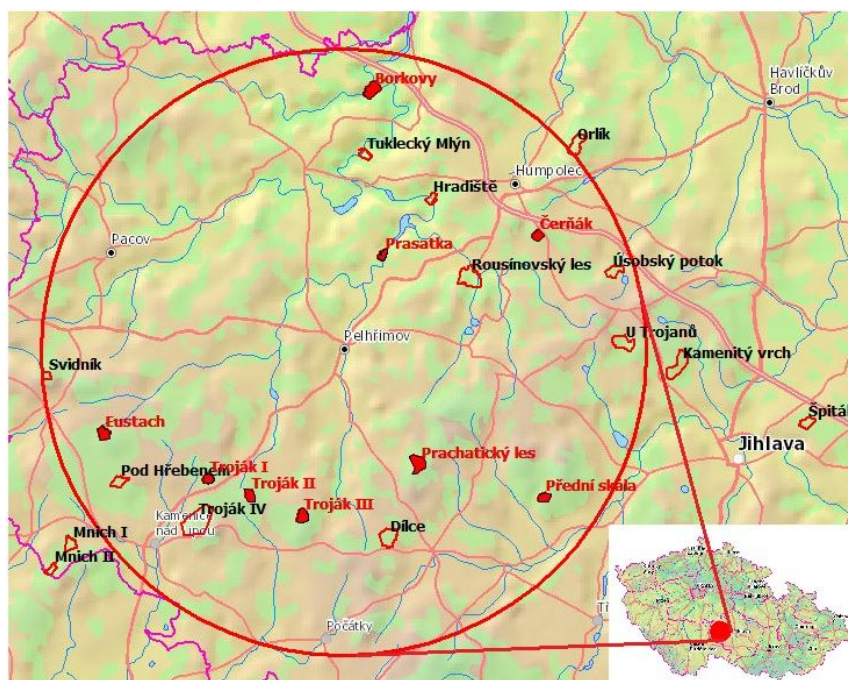 Borkovy
Havlíčkův
Brod
Orlík
Tuklecký Mlýn
Humpolec
Hradiště
Čerňák
Pacov
Prasatka
Rousínovský les
Úsobský potok
Pelhřimov
U Trojanů
Kamenitý vrch
Svidník
Špitál
Eustach
Jihlava
Prachatický les
Pod Hřebenem
Troják I
Troják II
Přední skála
Troják IV
Troják III
Kamenice
nad Lipou
Dílce
Mnich I
Mnich II
Počátky